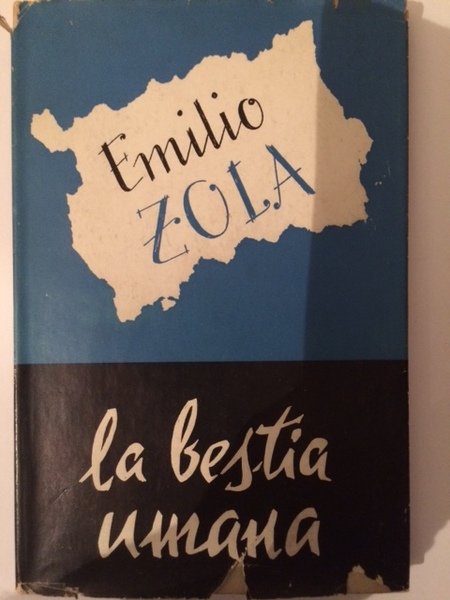 Emilio
ZOLA
la bestia
umana